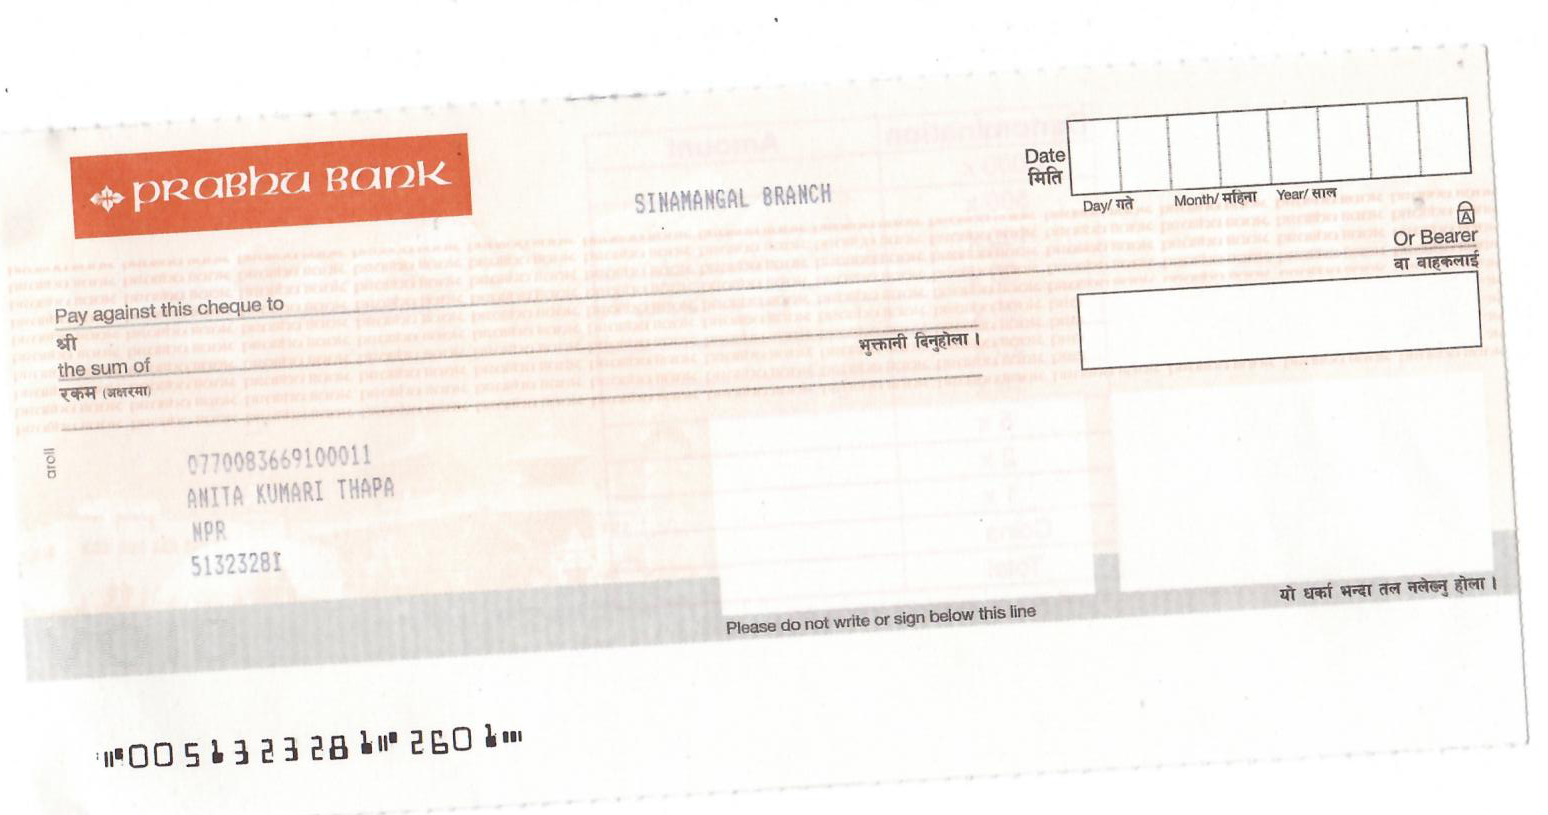 PRABHU BANK
SINAMANGAL BRANCH
Date
मिति
Day/ गते Month/ महिना Year/ साल
Or Bearer
वा वाहकलाई
Pay against this cheque to
श्री
भुक्तानी दिनुहोला ।
the sum of
रकम (अक्षरमा)
aroll
0770083669100011
ANITA KUMARI THAPA
NPR
51323281
यो धर्का भन्दा तल नलेख्नु होला ।
Please do not write or sign below this line
0051323281 2601